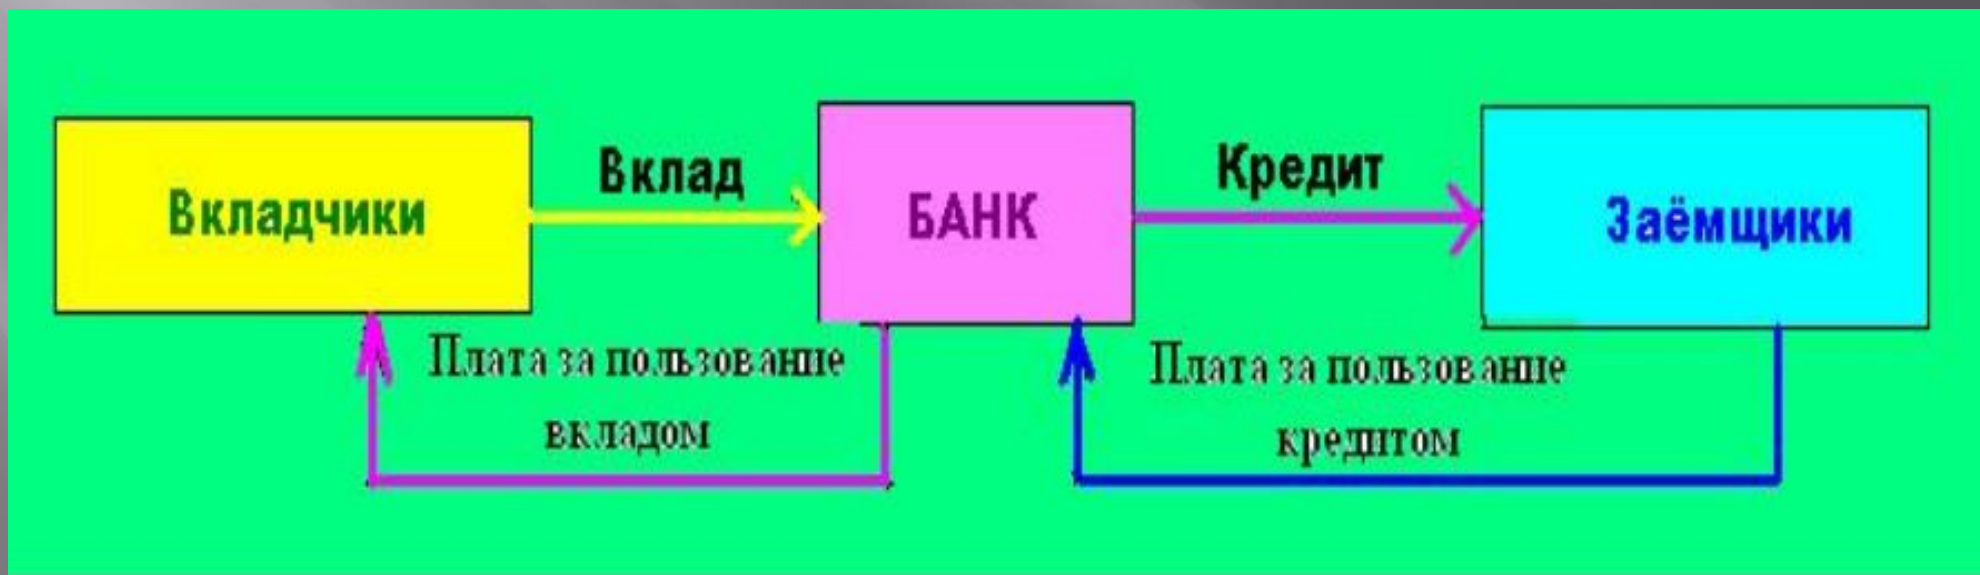 Вкладчики
Вклад
БАНК
Кредит
Заёмщики
Плата за пользование
вкладом
Плата за пользование
кредитом